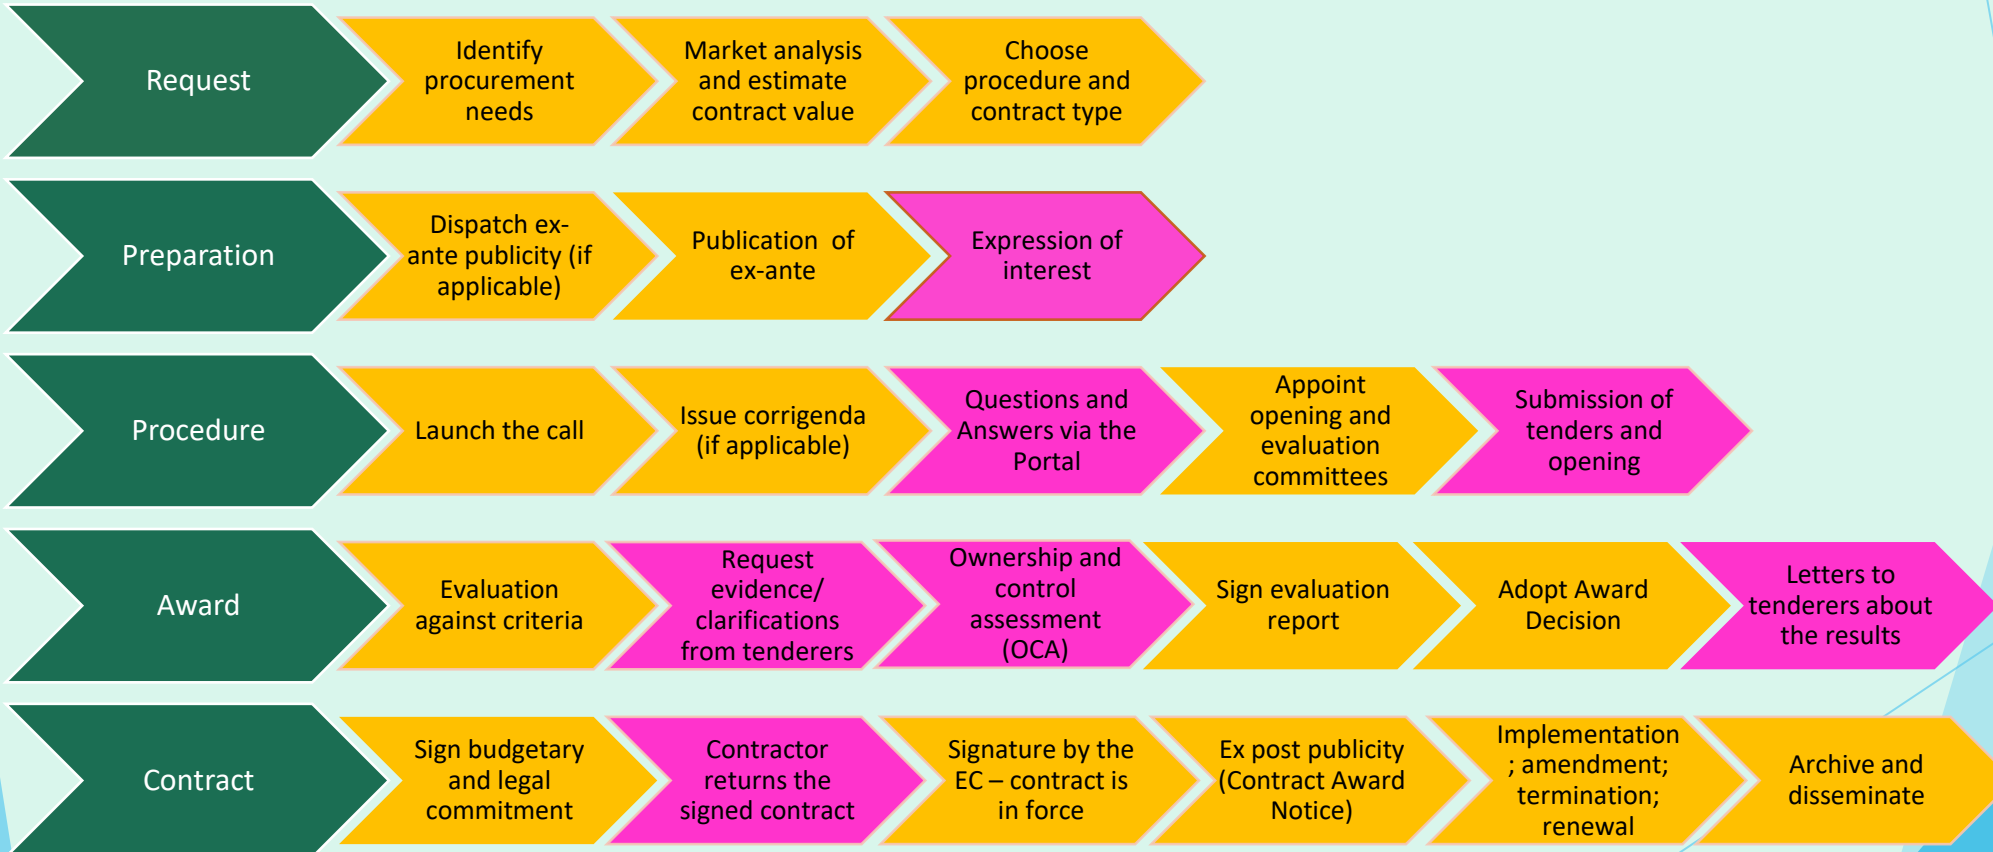 Request
Identify
procurement
needs
Market analysis
and estimate
contract value
Choose
procedure and
contract type
Preparation
Dispatch ex-
ante publicity (if
applicable)
Publication of
ex-ante
Expression of
interest
Procedure
Launch the call
Issue corrigenda
(if applicable)
Questions and
Answers via the
Portal
Appoint
opening and
evaluation
committees
Submission of
tenders and
opening
Award
Evaluation
against criteria
Request
evidence/
clarifications
from tenderers
Ownership and
control
assessment
(OCA)
Sign evaluation
report
Adopt Award
Decision
Letters to
tenderers about
the results
Contract
Sign budgetary
and legal
commitment
Contractor
returns the
signed contract
Signature by the
EC – contract is
in force
Ex post publicity
(Contract Award
Notice)
Implementation
; amendment;
termination;
renewal
Archive and
disseminate